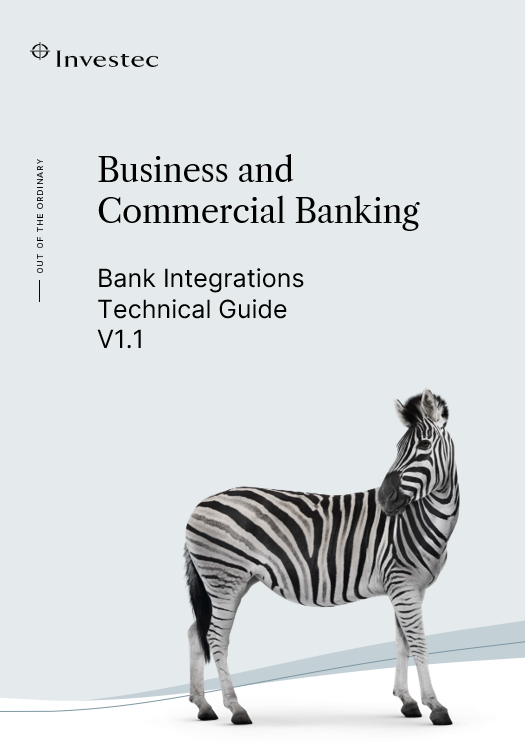 Investec
OUT OF THE ORDINARY
Business and
Commercial Banking
Bank Integrations
Technical Guide
V1.1